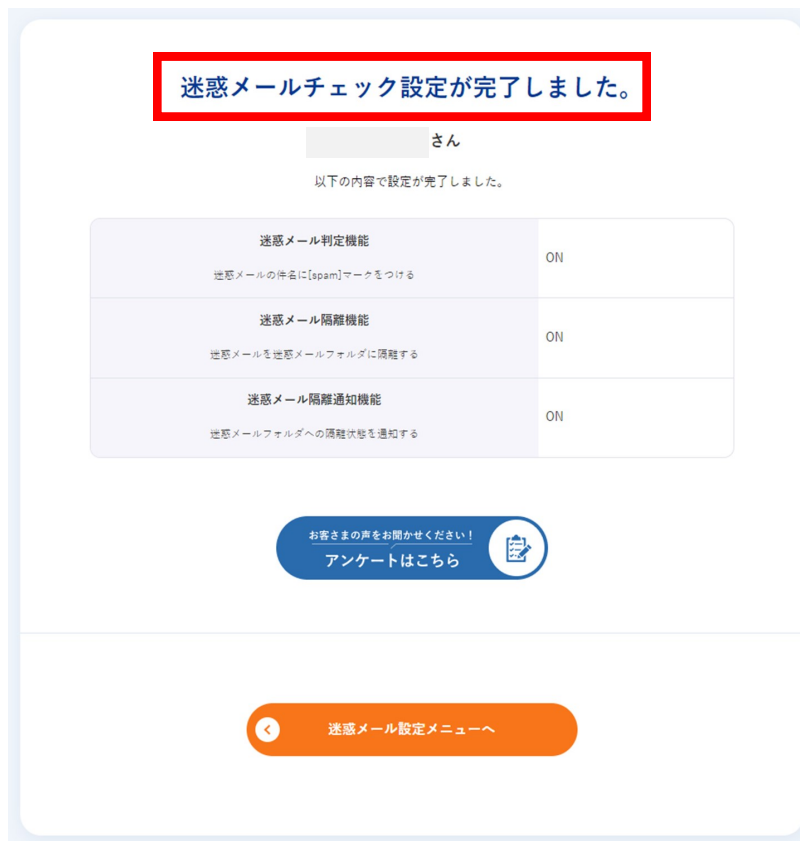 迷惑メールチェック設定が完了しました。
さん
以下の内容で設定が完了しました。
迷惑メール判定機能
迷惑メールの件名に[spam]マークをつける
ON
迷惑メール隔離機能
迷惑メールを迷惑メールフォルダに隔離する
ON
迷惑メール隔離通知機能
迷惑メールフォルダへの隔離状態を通知する
ON
お客さまの声をお聞かせください！
アンケートはこちら
迷惑メール設定メニューへ